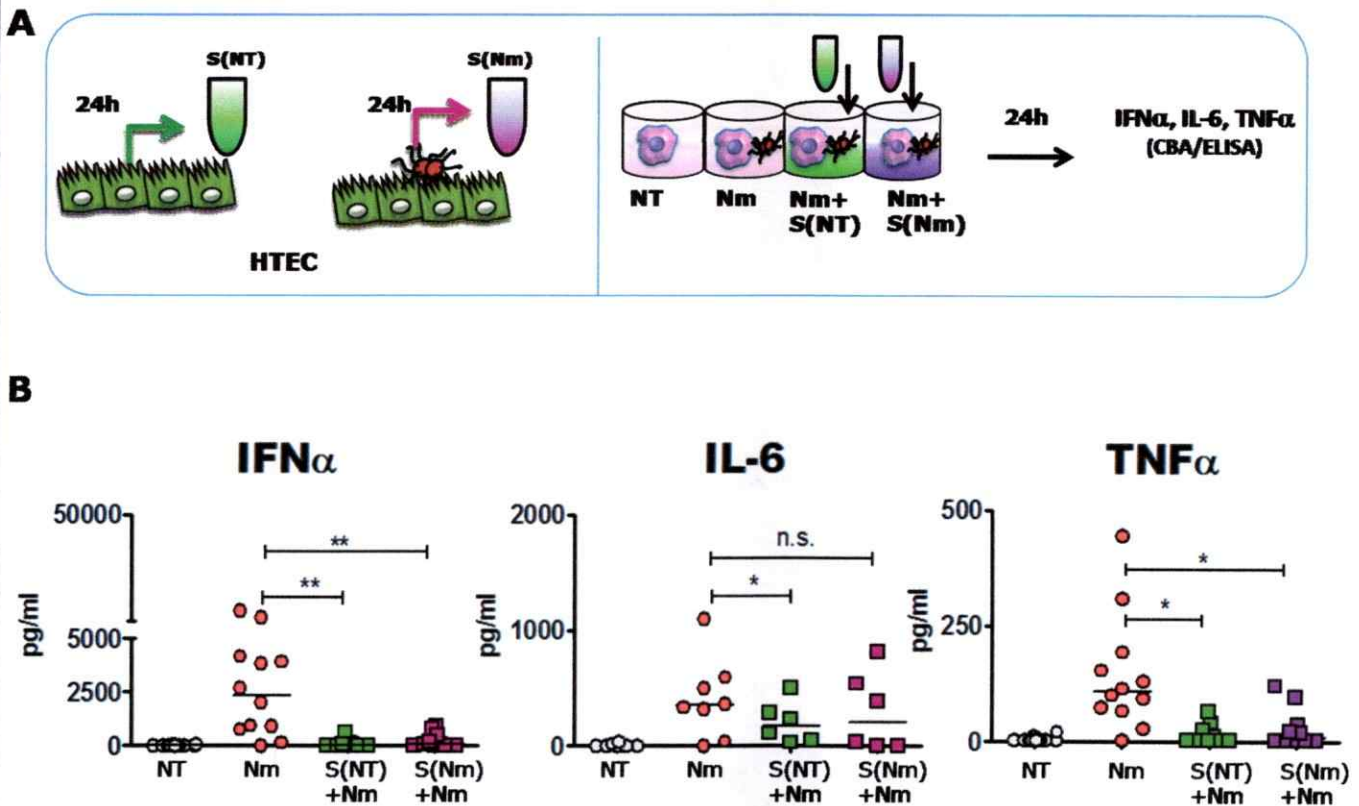 A
S(NT)
24h
S(Nm)
24h
HTEC
NT
Nm
Nm+
S(NT)
Nm+
S(Nm)
24h
IFNα, IL-6, TNFα
(CBA/ELISA)
B
IFNα
pg/ml
50000
5000
2500
0
**
**
NT
Nm
S(NT)
+Nm
S(Nm)
+Nm
IL-6
pg/ml
2000
1000
0
n.s.
*
NT
Nm
S(NT)
+Nm
S(Nm)
+Nm
TNFα
pg/ml
500
250
0
*
*
NT
Nm
S(NT)
+Nm
S(Nm)
+Nm